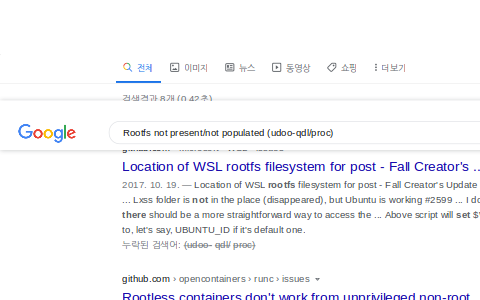 전체 이미지 뉴스 동영상 쇼핑 더보기
검색결과 8개 (0.42초)
Google Rootfs not present/not populated (udo-qdl/proc)
Location of WSL rootfs filesystem for post - Fall Creator's ...
2017. 10. 19. — Location of WSL rootfs filesystem for post - Fall Creator's Update
... Lxss folder is not in the place (disappeared), but Ubuntu is working #2599 ... I do
there should be a more straightforward way to access the ... Above script will set $
to, let's say, UBUNTU_ID if it's default one.
누락된 검색어: (udo- qdl/ proc)
github.com › opencontainers › runc › issues
Rootless containers don't work from unprivileged non-root